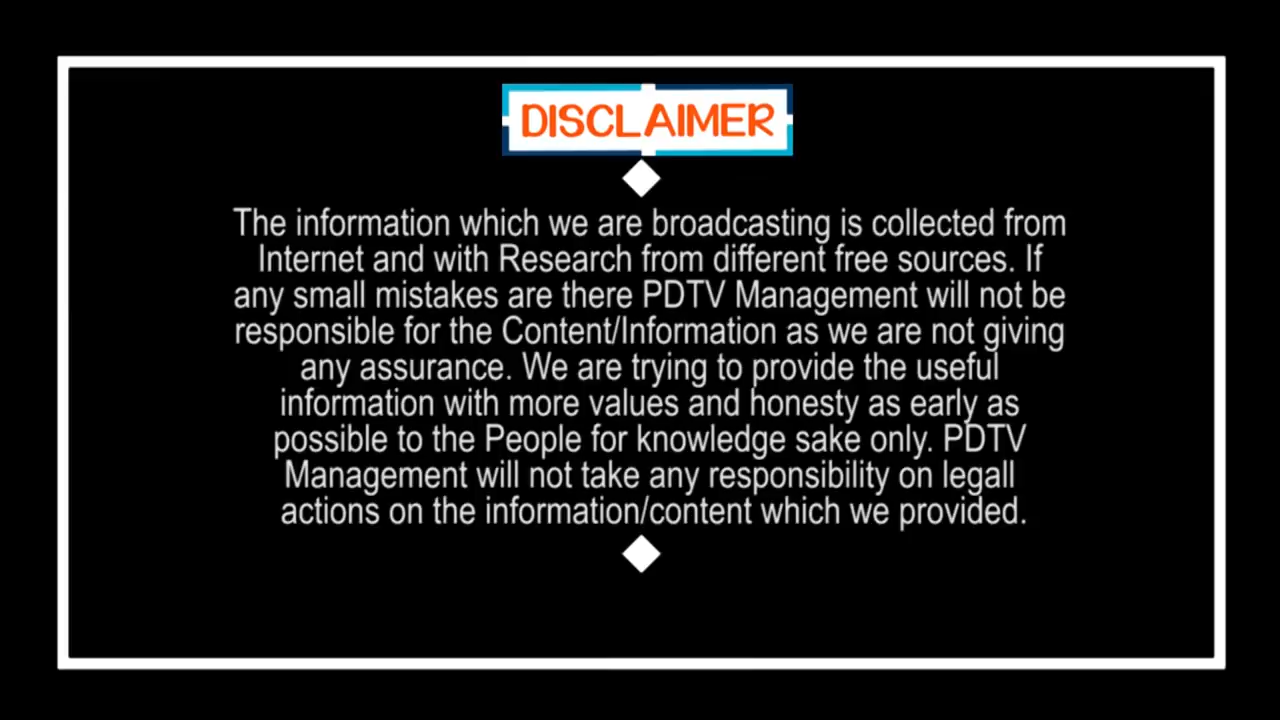 DISCLAIMER
The information which we are broadcasting is collected from
Internet and with Research from different free sources. If
any small mistakes are there PDTV Management will not be
responsible for the Content/Information as we are not giving
any assurance. We are trying to provide the useful
information with more values and honesty as early as
possible to the People for knowledge sake only. PDTV
Management will not take any responsibility on legall
actions on the information/content which we provided.